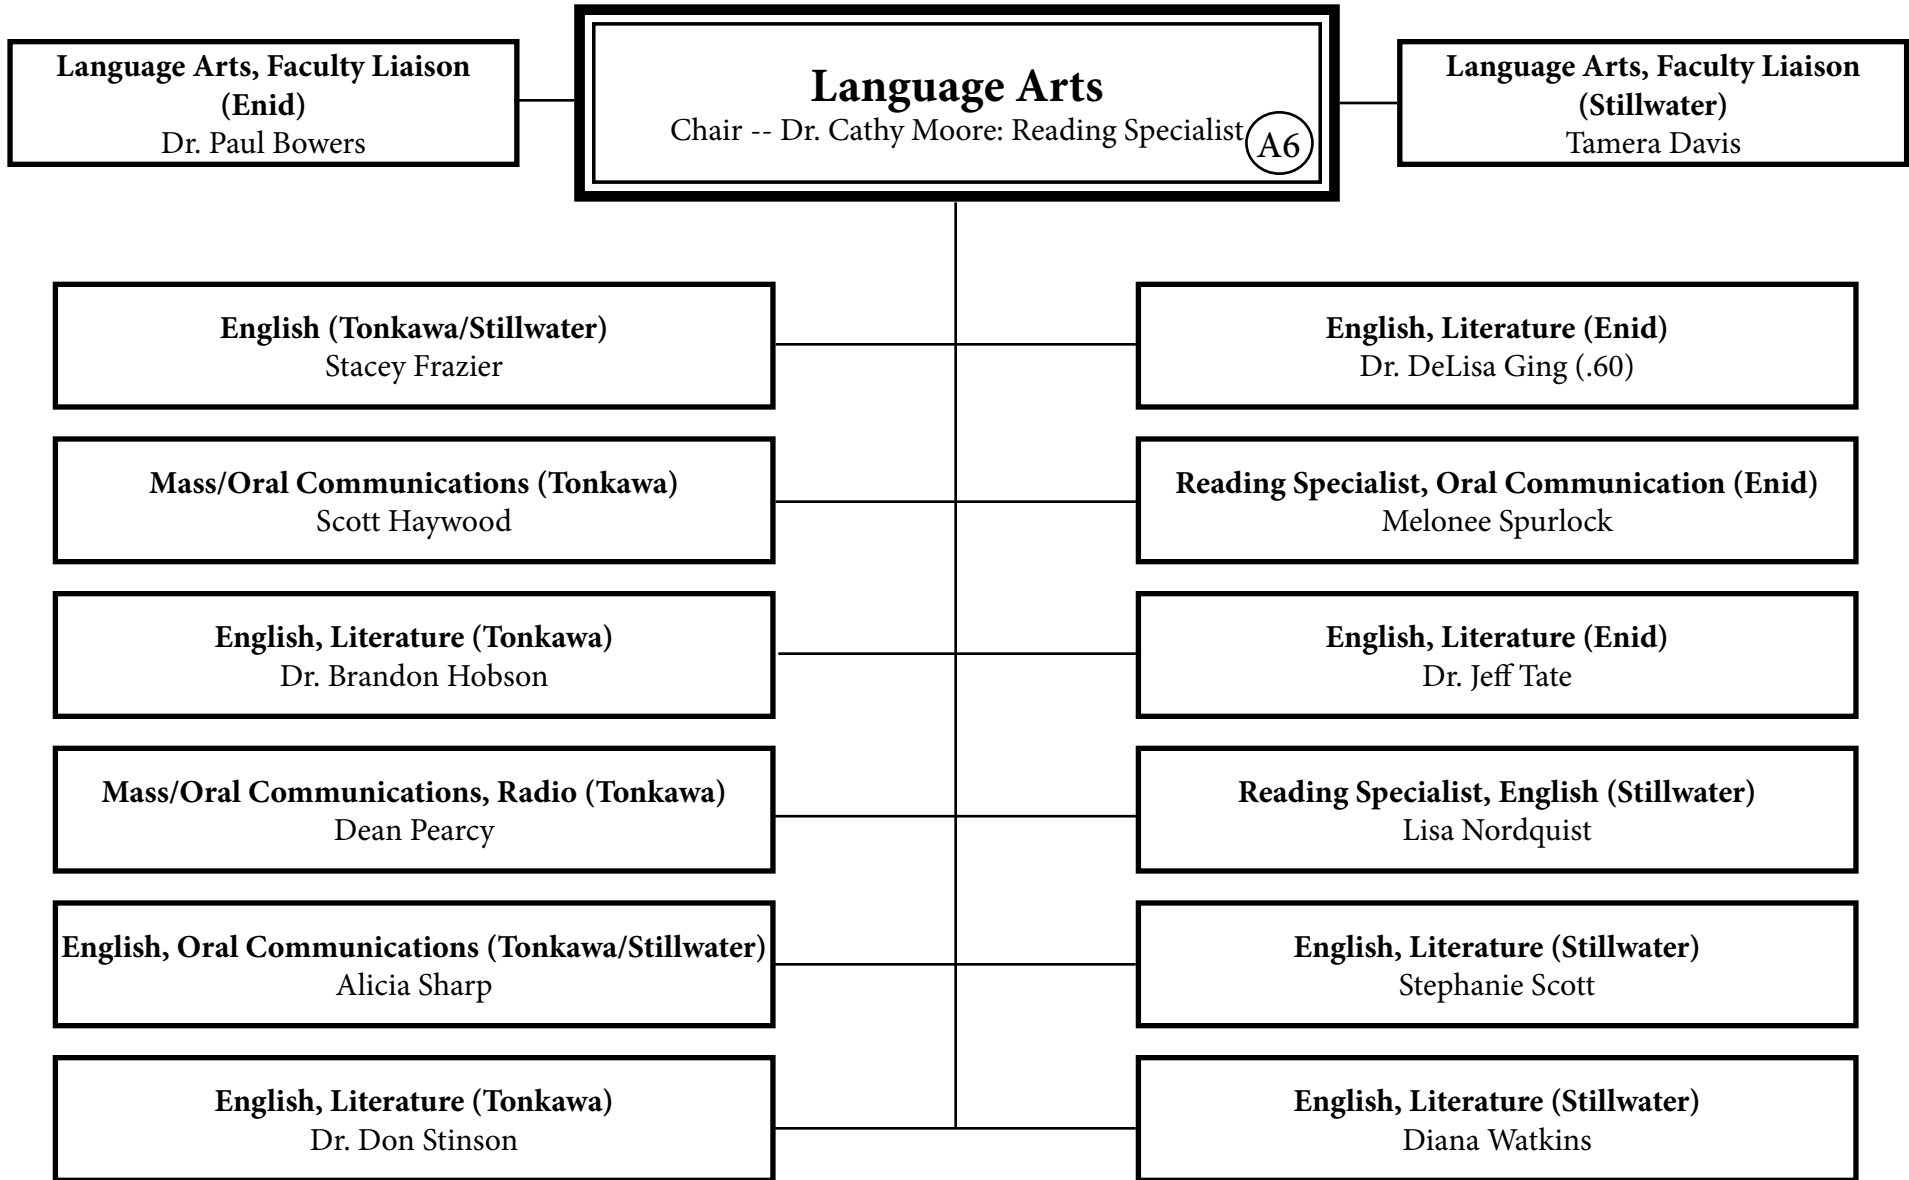 Language Arts, Faculty Liaison
(Enid)
Dr. Paul Bowers
Language Arts
Chair -- Dr. Cathy Moore: Reading Specialist
A6
Language Arts, Faculty Liaison
(Stillwater)
Tamera Davis
English (Tonkawa/Stillwater)
Stacey Frazier
English, Literature (Enid)
Dr. DeLisa Ging (.60)
Mass/Oral Communications (Tonkawa)
Scott Haywood
Reading Specialist, Oral Communication (Enid)
Melonee Spurlock
English, Literature (Tonkawa)
Dr. Brandon Hobson
English, Literature (Enid)
Dr. Jeff Tate
Mass/Oral Communications, Radio (Tonkawa)
Dean Pearcy
Reading Specialist, English (Stillwater)
Lisa Nordquist
English, Oral Communications (Tonkawa/Stillwater)
Alicia Sharp
English, Literature (Stillwater)
Stephanie Scott
English, Literature (Tonkawa)
Dr. Don Stinson
English, Literature (Stillwater)
Diana Watkins